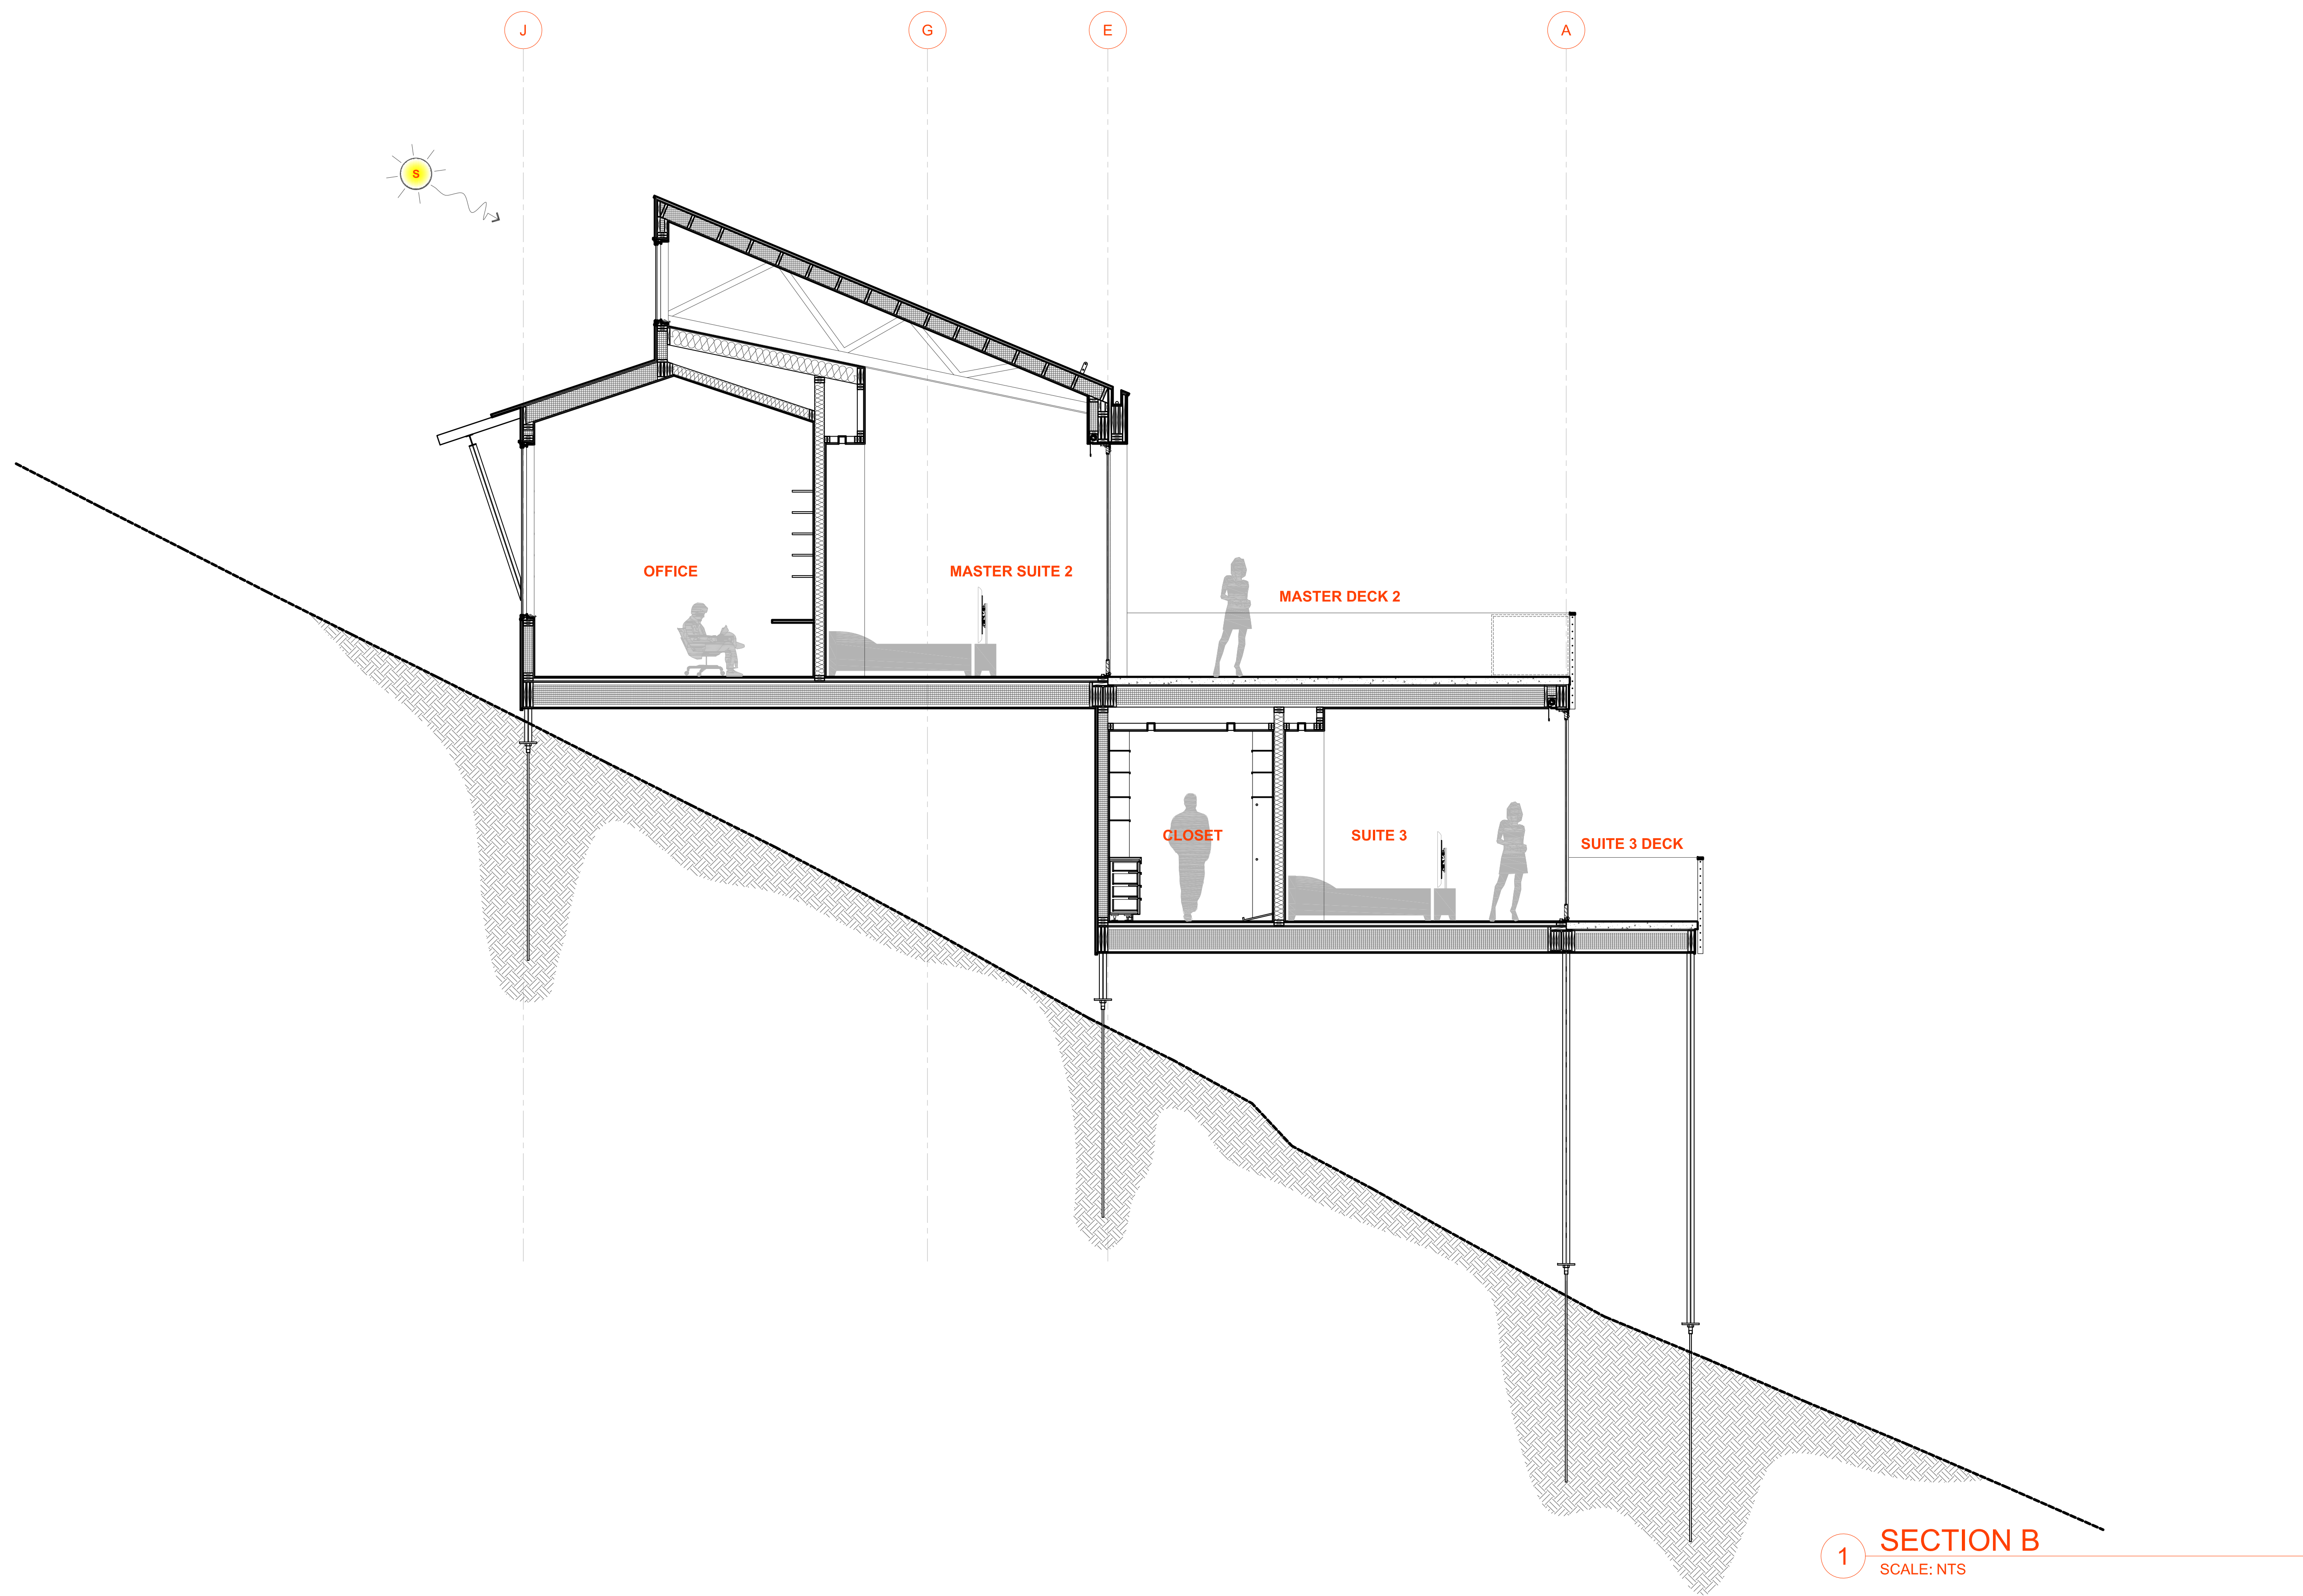 J
G
E
A
S
OFFICE
MASTER SUITE 2
MASTER DECK 2
CLOSET
SUITE 3
SUITE 3 DECK
1
SECTION B
SCALE: NTS